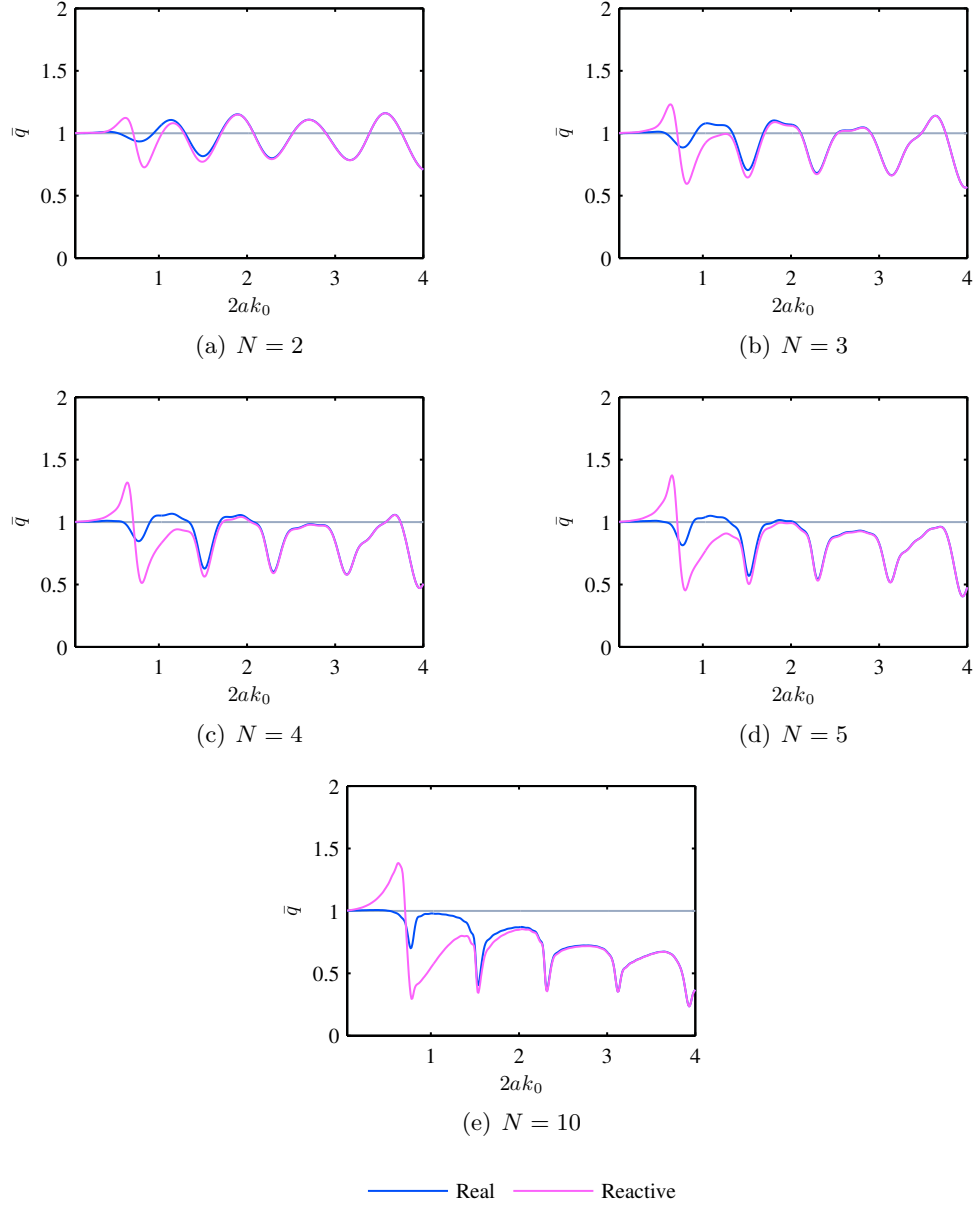 2
1.5
1
0.5
0
q̄
1 2 3 4
2ak₀
(a) N = 2
2
1.5
1
0.5
0
q̄
1 2 3 4
2ak₀
(b) N = 3
2
1.5
1
0.5
0
q̄
1 2 3 4
2ak₀
(c) N = 4
2
1.5
1
0.5
0
q̄
1 2 3 4
2ak₀
(d) N = 5
2
1.5
1
0.5
0
q̄
1 2 3 4
2ak₀
(e) N = 10
Real Reactive